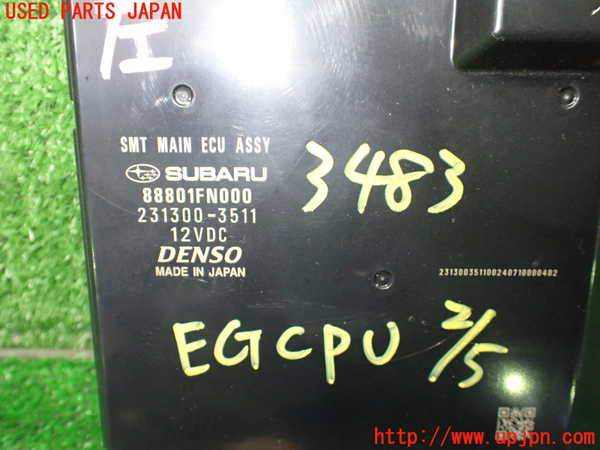 USED PARTS JAPAN
工
SMT MAIN ECU ASSY
SUBARU
88801FN000
231300-3511
12VDC
DENSO
MADE IN JAPAN
3483
231300351100240710000402
EGCPU 2/5
http://www.upjpn.com